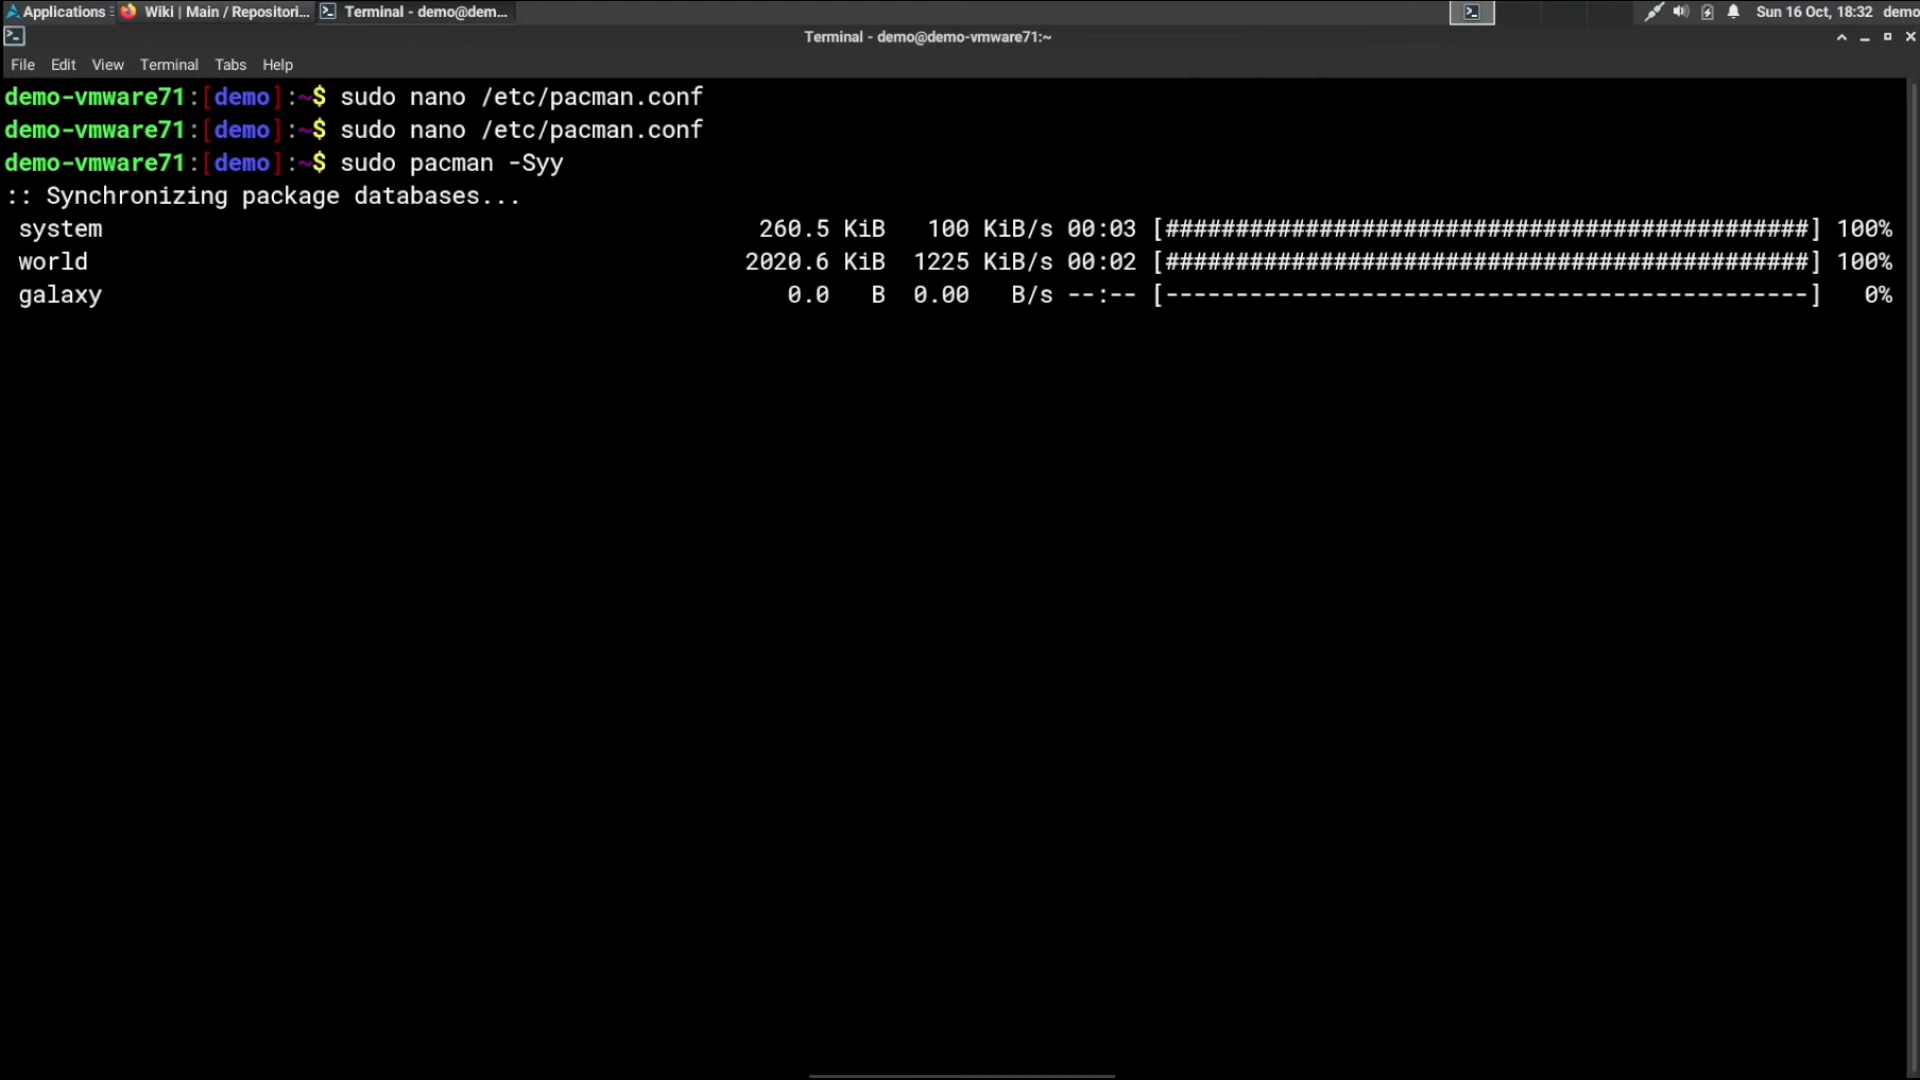 Applications Wiki | Main / Repositori... Terminal - demo@dem... Sun 16 Oct, 18:32 demo
Terminal - demo@demo-vmware71:~
File Edit View Terminal Tabs Help
demo-vmware71:[demo]:~$ sudo nano /etc/pacman.conf
demo-vmware71:[demo]:~$ sudo nano /etc/pacman.conf
demo-vmware71:[demo]:~$ sudo pacman -Syy
:: Synchronizing package databases...
system 260.5 KiB 100 KiB/s 00:03 [##############################################] 100%
world 2020.6 KiB 1225 KiB/s 00:02 [##############################################] 100%
galaxy 0.0 B 0.00 B/s --:-- [----------------------------------------------] 0%